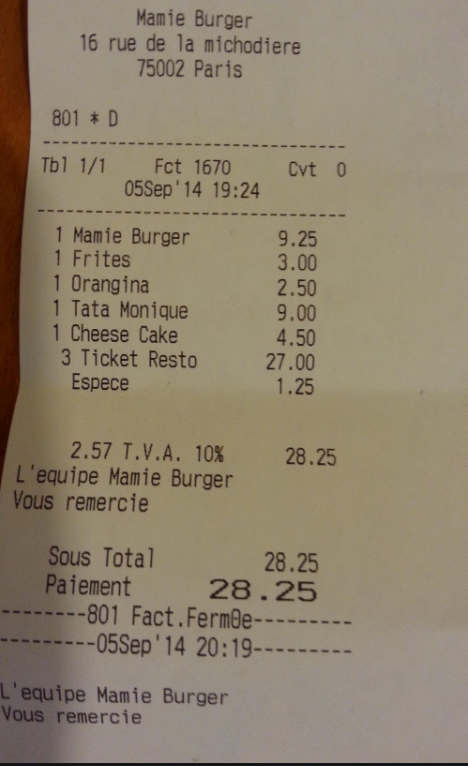 Mamie Burger
16 rue de la michodiere
75002 Paris
801 * D
Tbl 1/1 Fct 1670 Cvt 0
05Sep'14 19:24
1 Mamie Burger 9.25
1 Frites 3.00
1 Orangina 2.50
1 Tata Monique 9.00
1 Cheese Cake 4.50
3 Ticket Resto 27.00
Espece 1.25
2.57 T.V.A. 10% 28.25
L'equipe Mamie Burger
Vous remercie
Sous Total 28.25
Paiement 28.25
--------801 Fact.FermΘe---------
---------05Sep'14 20:19---------
L'equipe Mamie Burger
Vous remercie